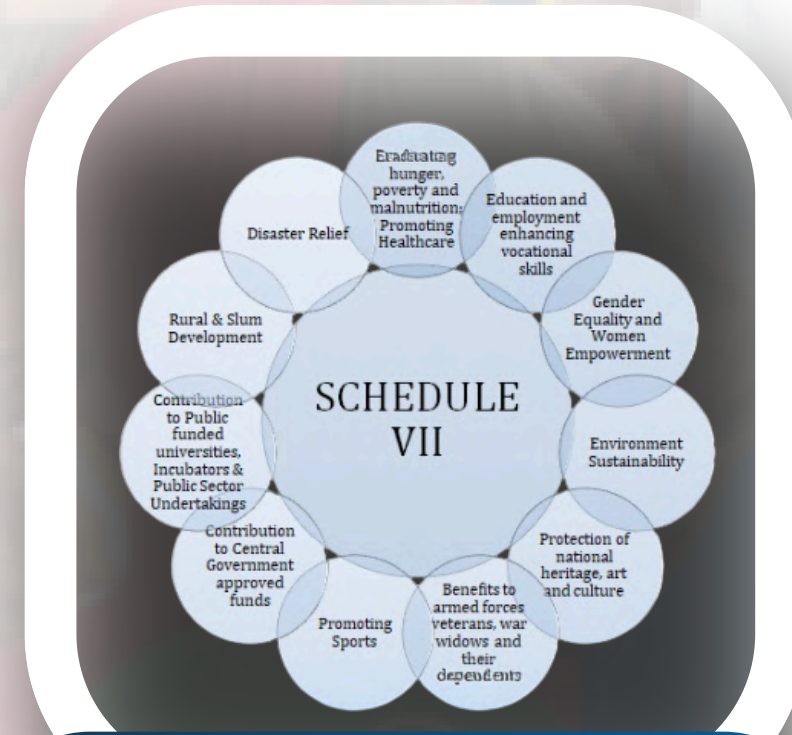 Eradicating
hunger,
poverty and
malnutrition;
Promoting
Healthcare
Education and
employment
enhancing
vocational
skills
Gender
Equality and
Women
Empowerment
Environment
Sustainability
Protection of
national
heritage, art
and culture
Benefits to
armed forces
veterans, war
widows and
their
dependents
Promoting
Sports
Contribution
to Central
Government
approved
funds
Contribution
to Public
funded
universities,
Incubators &
Public Sector
Undertakings
Rural & Slum
Development
Disaster Relief
SCHEDULE
VII